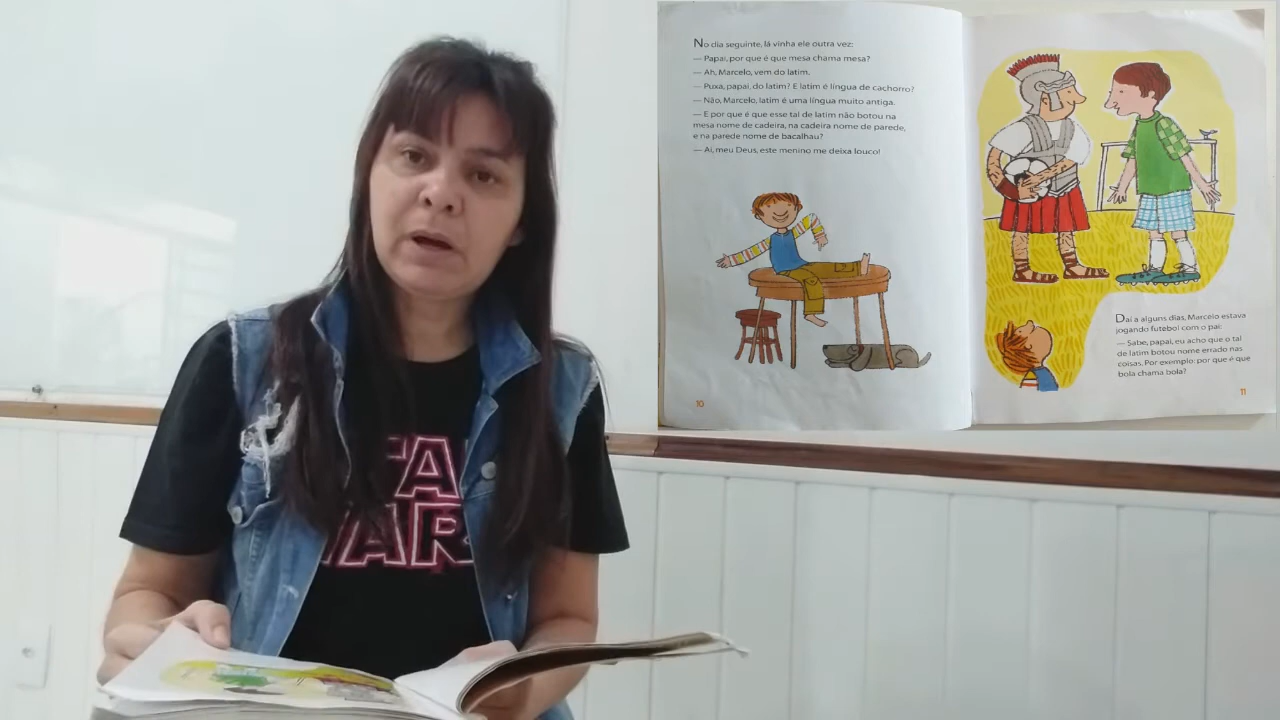 No dia seguinte, lá vinha ele outra vez:
— Papai, por que é que mesa chama mesa?
— Ah, Marcelo, vem do latim.
— Puxa, papai, do latim? E latim é língua de cachorro?
— Não, Marcelo, latim é uma língua muito antiga.
— E por que é que esse tal de latim não botou na
mesa nome de cadeira, na cadeira nome de parede,
e na parede nome de bacalhau?
— Ai, meu Deus, este menino me deixa louco!
10
Daí a alguns dias, Marcelo estava
jogando futebol com o pai:
— Sabe, papai, eu acho que o tal
de latim botou nome errado nas
coisas. Por exemplo: por que é que
bola chama bola?
11
STAR
WARS